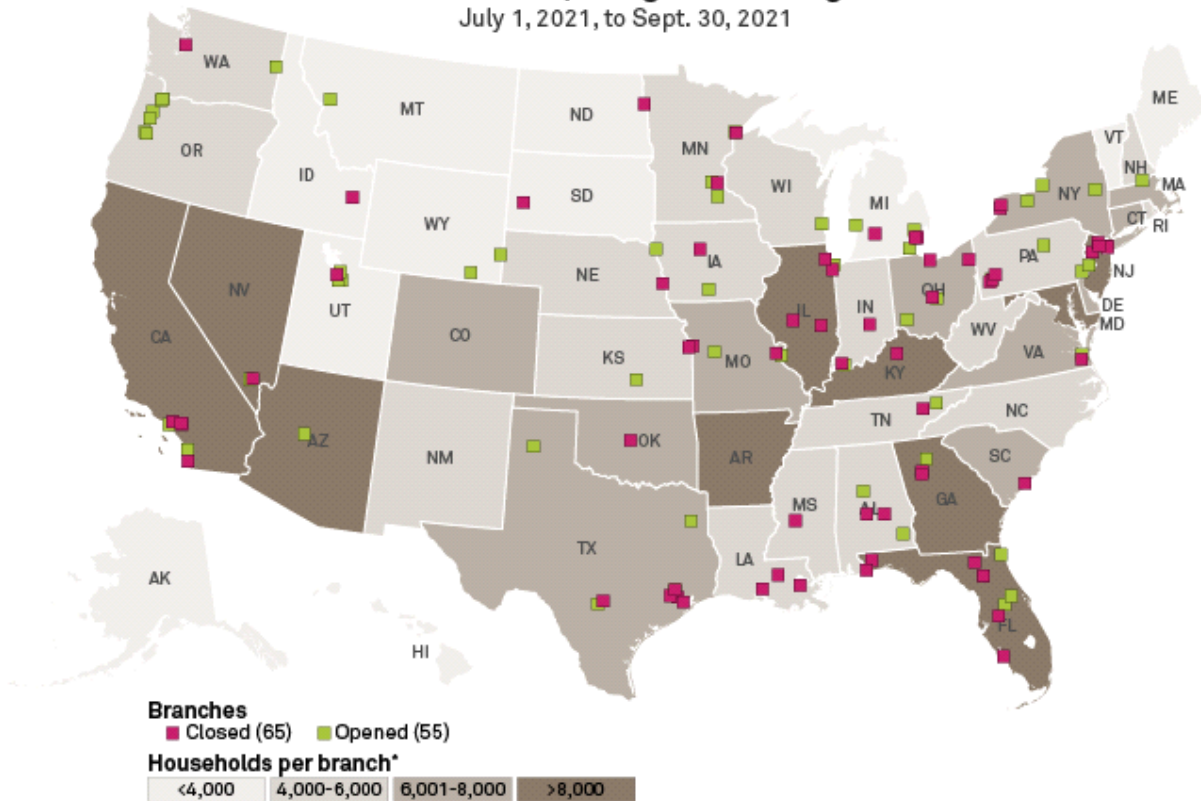 July 1, 2021, to Sept. 30, 2021
WA
MT
ND
ME
VT
OR
MN
NH
ID
SD
WI
NY
MA
WY
MI
CT
RI
IA
PA
NE
NJ
NV
UT
IL
IN
OH
DE
CA
CO
WV
MD
KS
MO
VA
KY
TN
NC
AZ
OK
NM
AR
SC
MS
AL
GA
TX
LA
AK
FL
HI
Branches
Closed (65) Opened (55)
Households per branch*
<4,000 4,000-6,000 6,001-8,000 >8,000